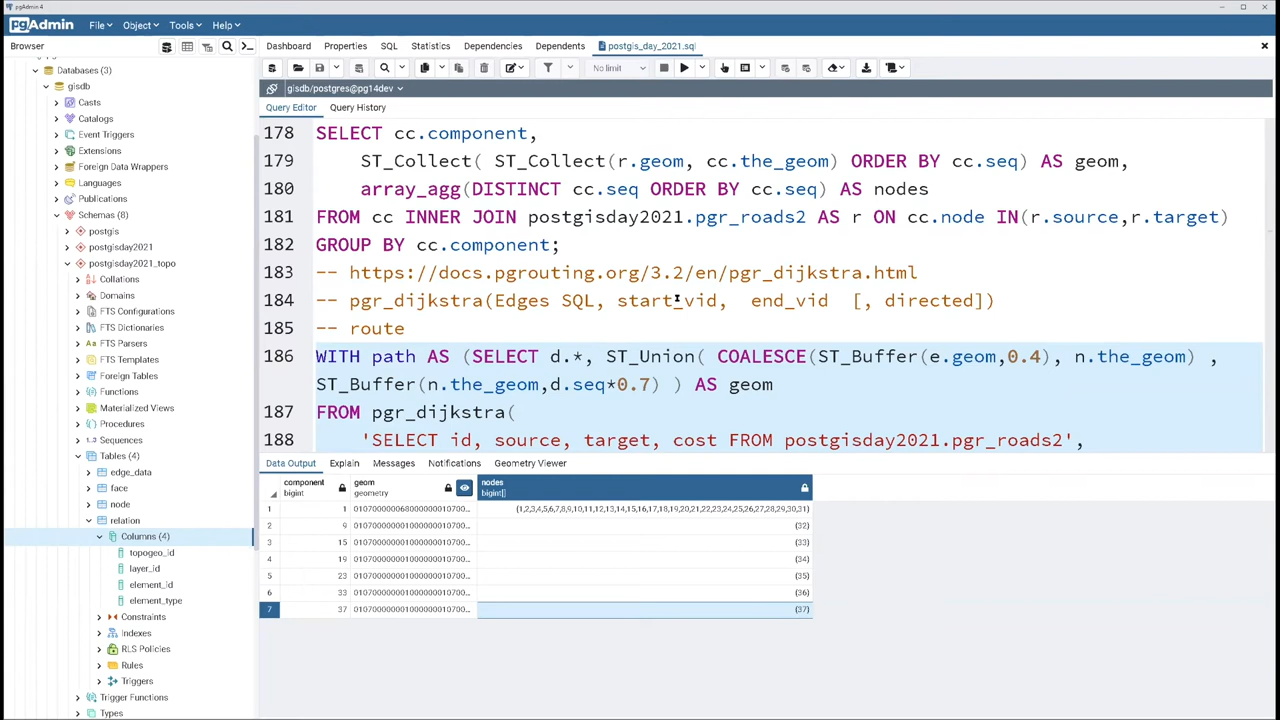 pgAdmin 4
pgAdmin File Object Tools Help
Browser
Dashboard Properties SQL Statistics Dependencies Dependents postgis_day_2021.sql
No limit
gisdb/postgres@pg14dev
Query Editor Query History
Databases (3)
gisdb
Casts
Catalogs
Event Triggers
Extensions
Foreign Data Wrappers
Languages
Publications
Schemas (8)
postgis
postgisday2021
postgisday2021_topo
Collations
Domains
FTS Configurations
FTS Dictionaries
FTS Parsers
FTS Templates
Foreign Tables
Functions
Materialized Views
Procedures
Sequences
Tables (4)
edge_data
face
node
relation
Columns (4)
topogeo_id
layer_id
element_id
element_type
Constraints
Indexes
RLS Policies
Rules
Triggers
Trigger Functions
Types
178 SELECT cc.component,
179 ST_Collect( ST_Collect(r.geom, cc.the_geom) ORDER BY cc.seq) AS geom,
180 array_agg(DISTINCT cc.seq ORDER BY cc.seq) AS nodes
181 FROM cc INNER JOIN postgisday2021.pgr_roads2 AS r ON cc.node IN(r.source,r.target)
182 GROUP BY cc.component;
183 -- https://docs.pgrouting.org/3.2/en/pgr_dijkstra.html
184 -- pgr_dijkstra(Edges SQL, start_vid, end_vid [, directed])
185 -- route
186 WITH path AS (SELECT d.*, ST_Union( COALESCE(ST_Buffer(e.geom,0.4), n.the_geom) ,
ST_Buffer(n.the_geom,d.seq*0.7) ) AS geom
187 FROM pgr_dijkstra(
188 'SELECT id, source, target, cost FROM postgisday2021.pgr_roads2',
Data Output Explain Messages Notifications Geometry Viewer
component bigint geom geometry nodes bigint[]
1 1 010700000068000000010700... {1,2,3,4,5,6,7,8,9,10,11,12,13,14,15,16,17,18,19,20,21,22,23,24,25,26,27,28,29,30,31}
2 9 010700000001000000010700... {32}
3 15 010700000001000000010700... {33}
4 19 010700000001000000010700... {34}
5 23 010700000001000000010700... {35}
6 33 010700000001000000010700... {36}
7 37 010700000001000000010700... {37}